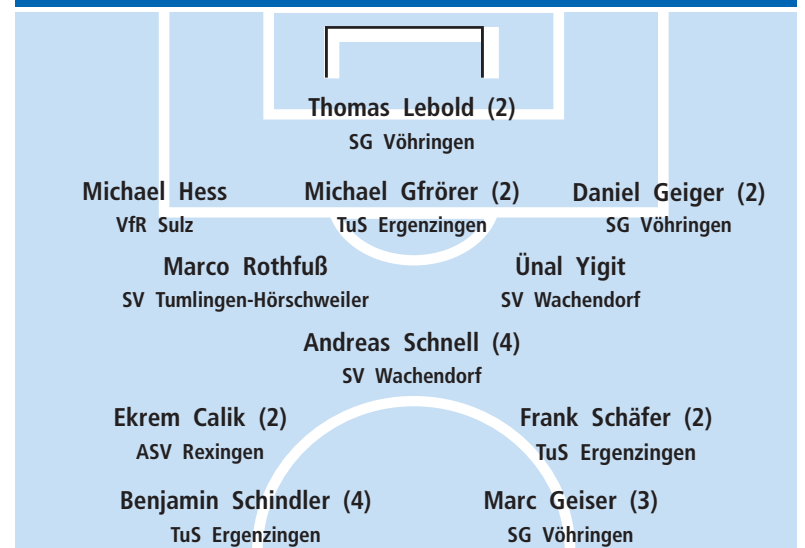 Thomas Lebold (2)
SG Vöhringen
Michael Hess Michael Gfrörer (2) Daniel Geiger (2)
VfR Sulz TuS Ergenzingen SG Vöhringen
Marco Rothfuß Ünal Yigit
SV Tumlingen-Hörschweiler SV Wachendorf
Andreas Schnell (4)
SV Wachendorf
Ekrem Calik (2) Frank Schäfer (2)
ASV Rexingen TuS Ergenzingen
Benjamin Schindler (4) Marc Geiser (3)
TuS Ergenzingen SG Vöhringen